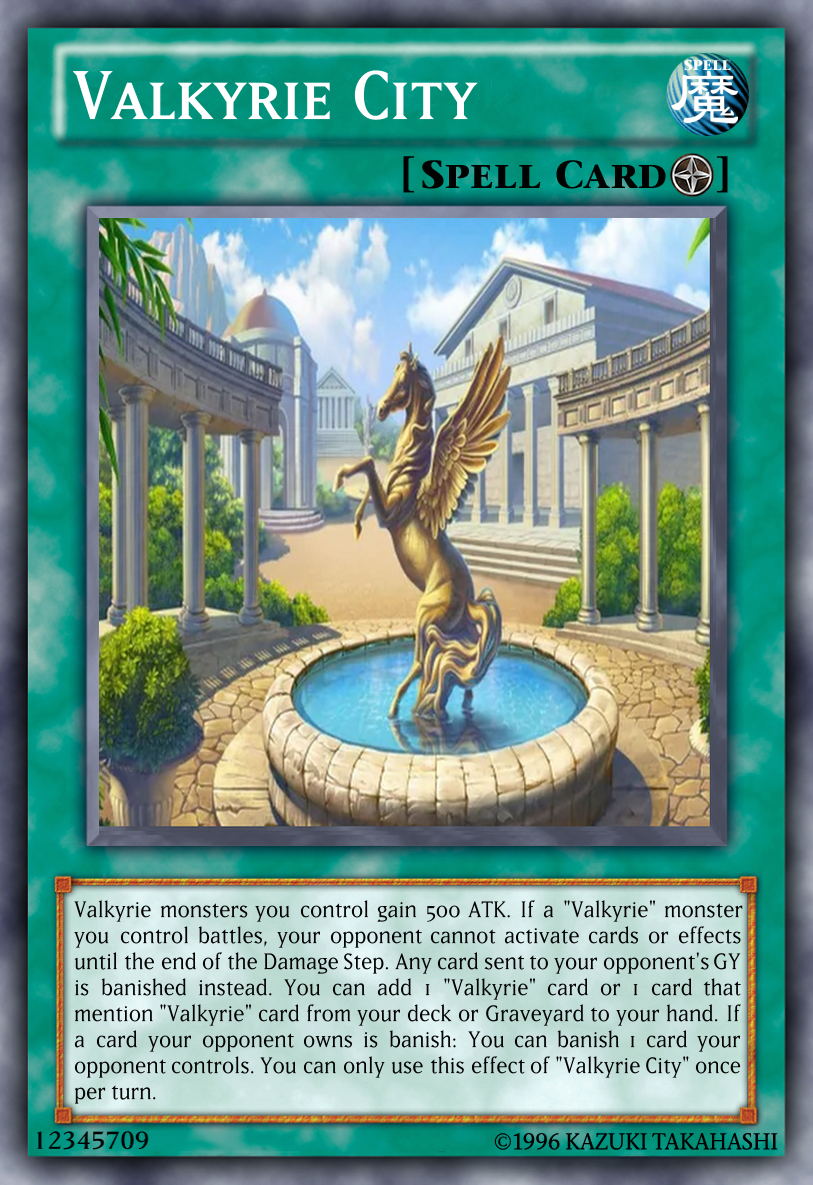 Valkyrie City
SPELL
魔
[Spell Card]
Valkyrie monsters you control gain 500 ATK. If a "Valkyrie" monster
you control battles, your opponent cannot activate cards or effects
until the end of the Damage Step. Any card sent to your opponent's GY
is banished instead. You can add 1 "Valkyrie" card or 1 card that
mention "Valkyrie" card from your deck or Graveyard to your hand. If
a card your opponent owns is banish: You can banish 1 card your
opponent controls. You can only use this effect of "Valkyrie City" once
per turn.
12345709
©1996 KAZUKI TAKAHASHI